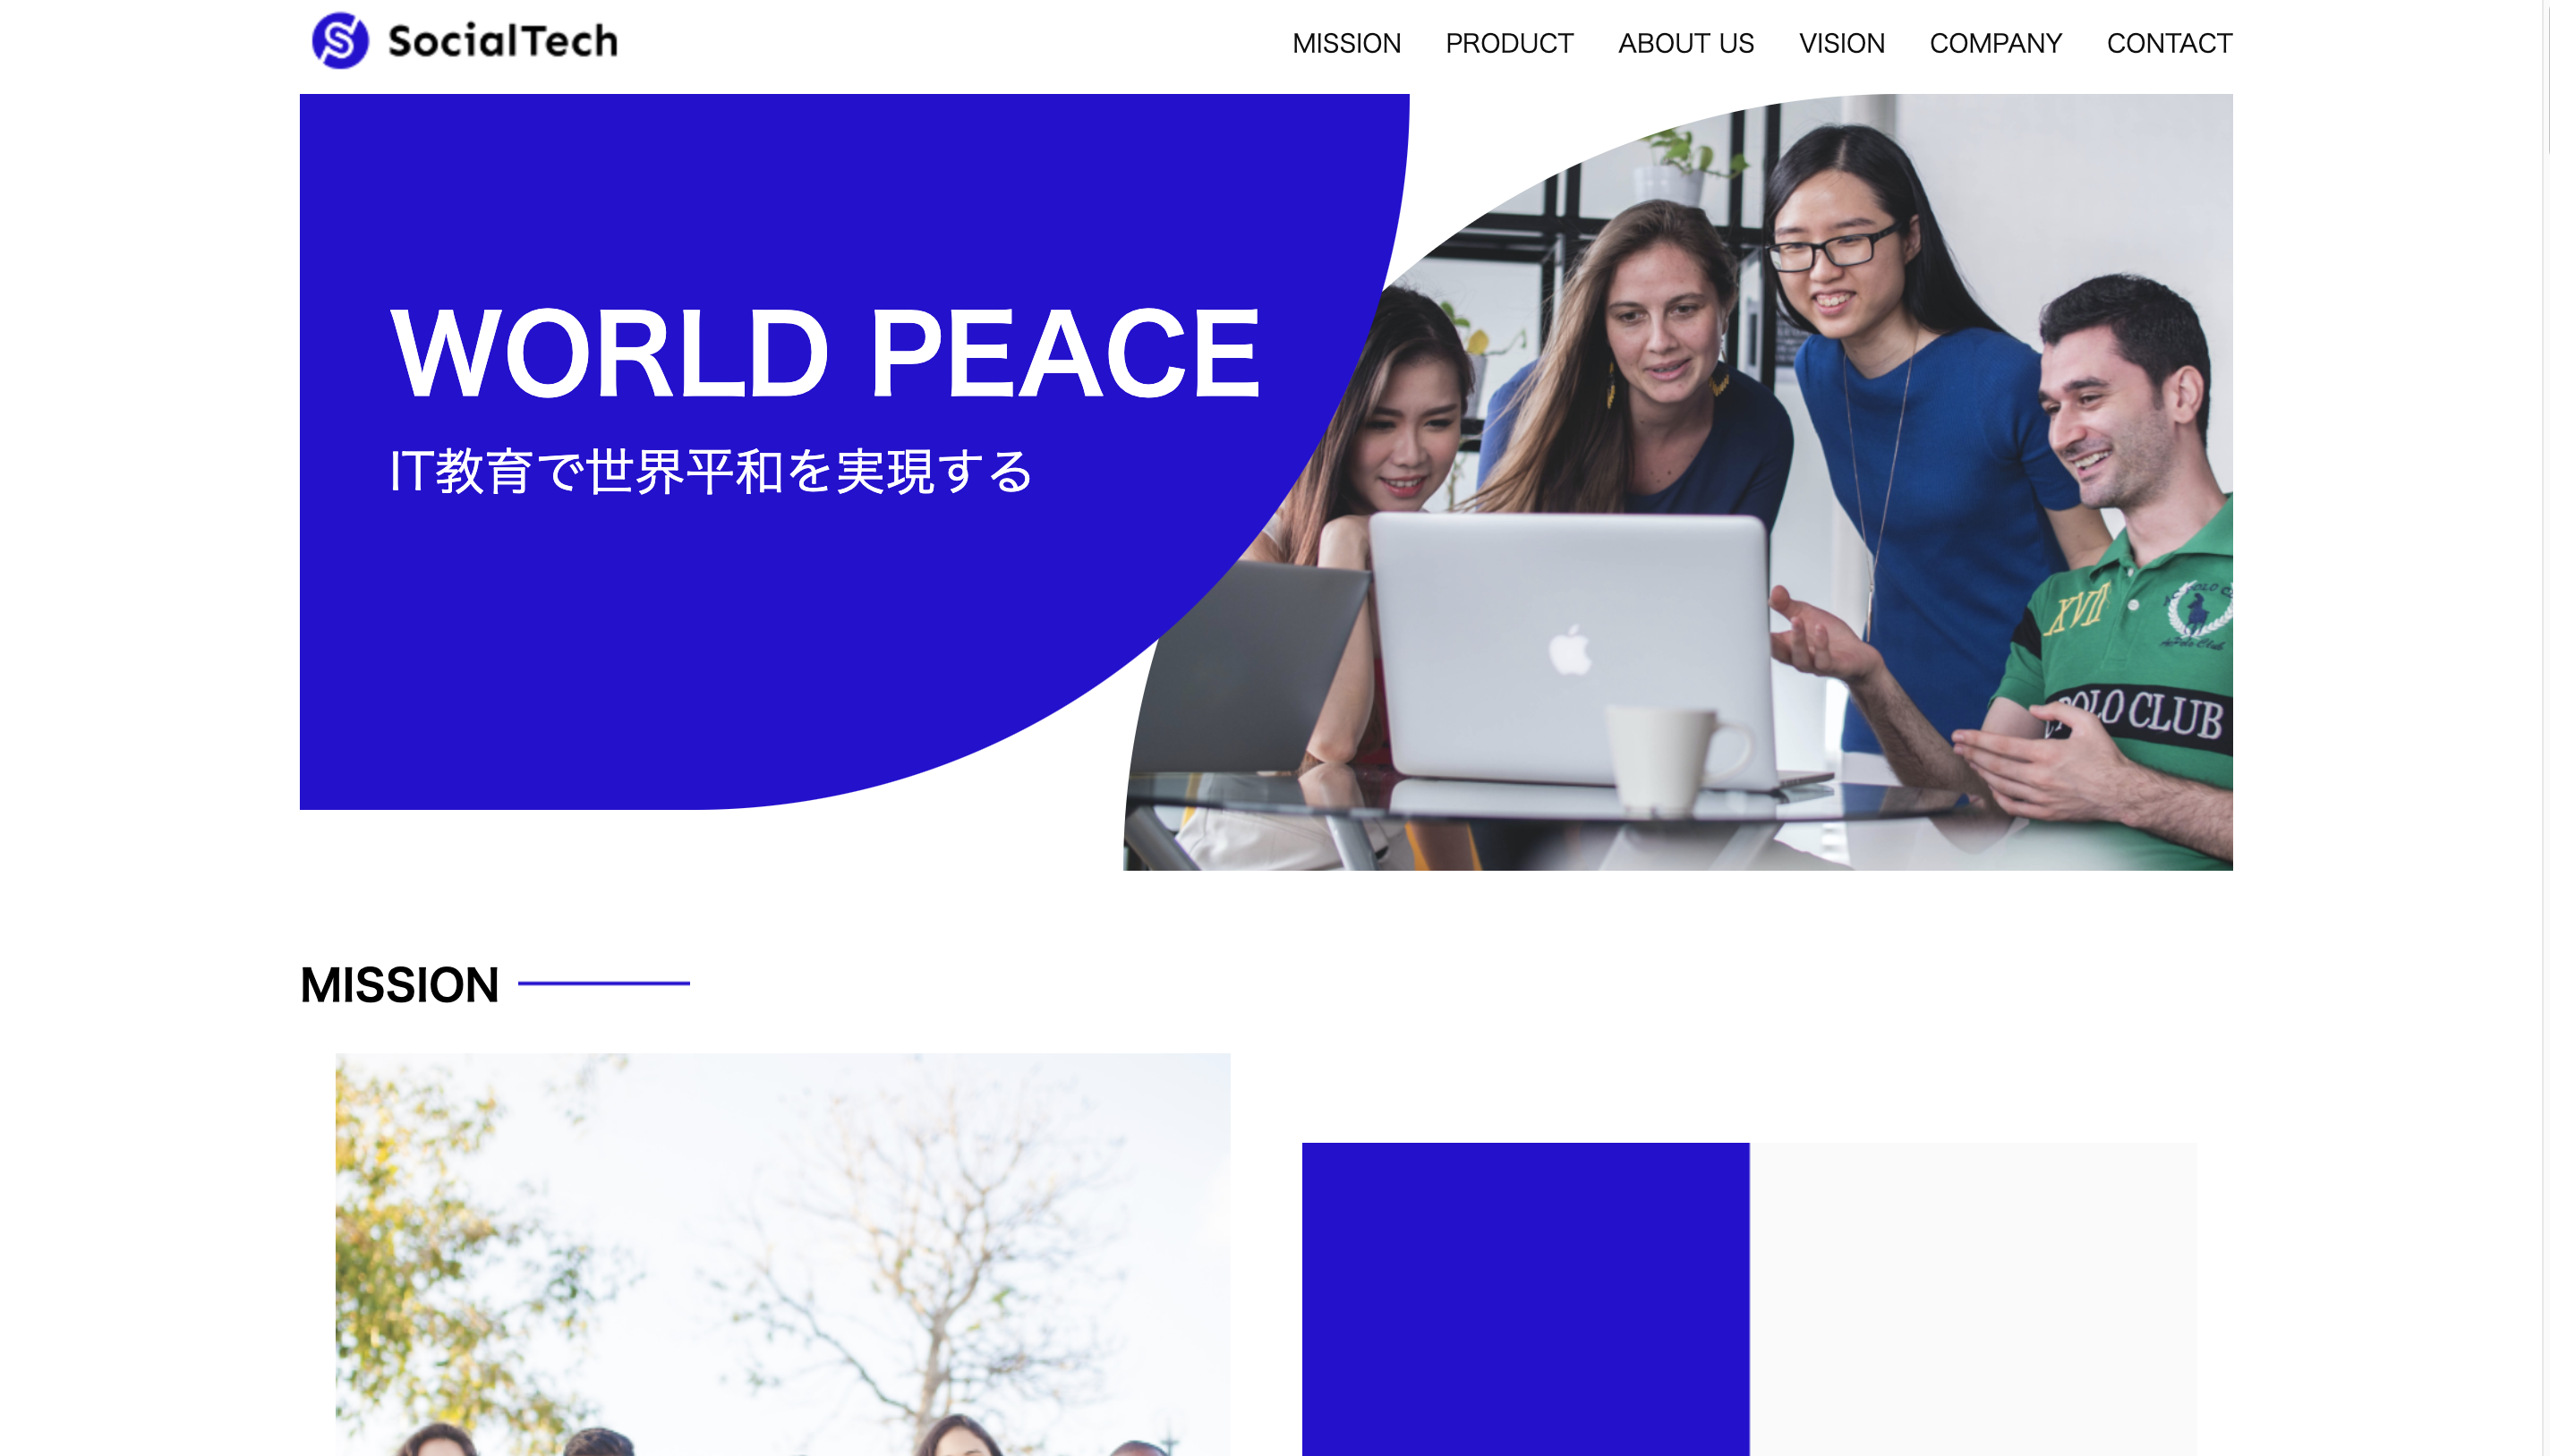 SocialTech
MISSION PRODUCT ABOUT US VISION COMPANY CONTACT
WORLD PEACE
IT教育で世界平和を実現する
XVII
POLO CLUB
MISSION